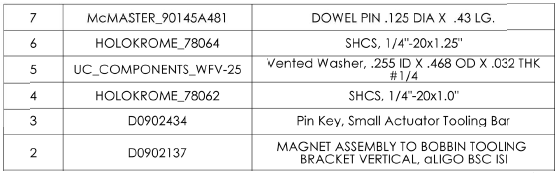 7 McMASTER_90145A481 DOWEL PIN .125 DIA X .43 LG.
6 HOLOKROME_78064 SHCS, 1/4"-20x1.25"
5 UC_COMPONENTS_WFV-25 Vented Washer, .255 ID X .468 OD X .032 THK
#1/4
4 HOLOKROME_78062 SHCS, 1/4"-20x1.0"
3 D0902434 Pin Key, Small Actuator Tooling Bar
2 D0902137 MAGNET ASSEMBLY TO BOBBIN TOOLING
BRACKET VERTICAL, aLIGO BSC ISI